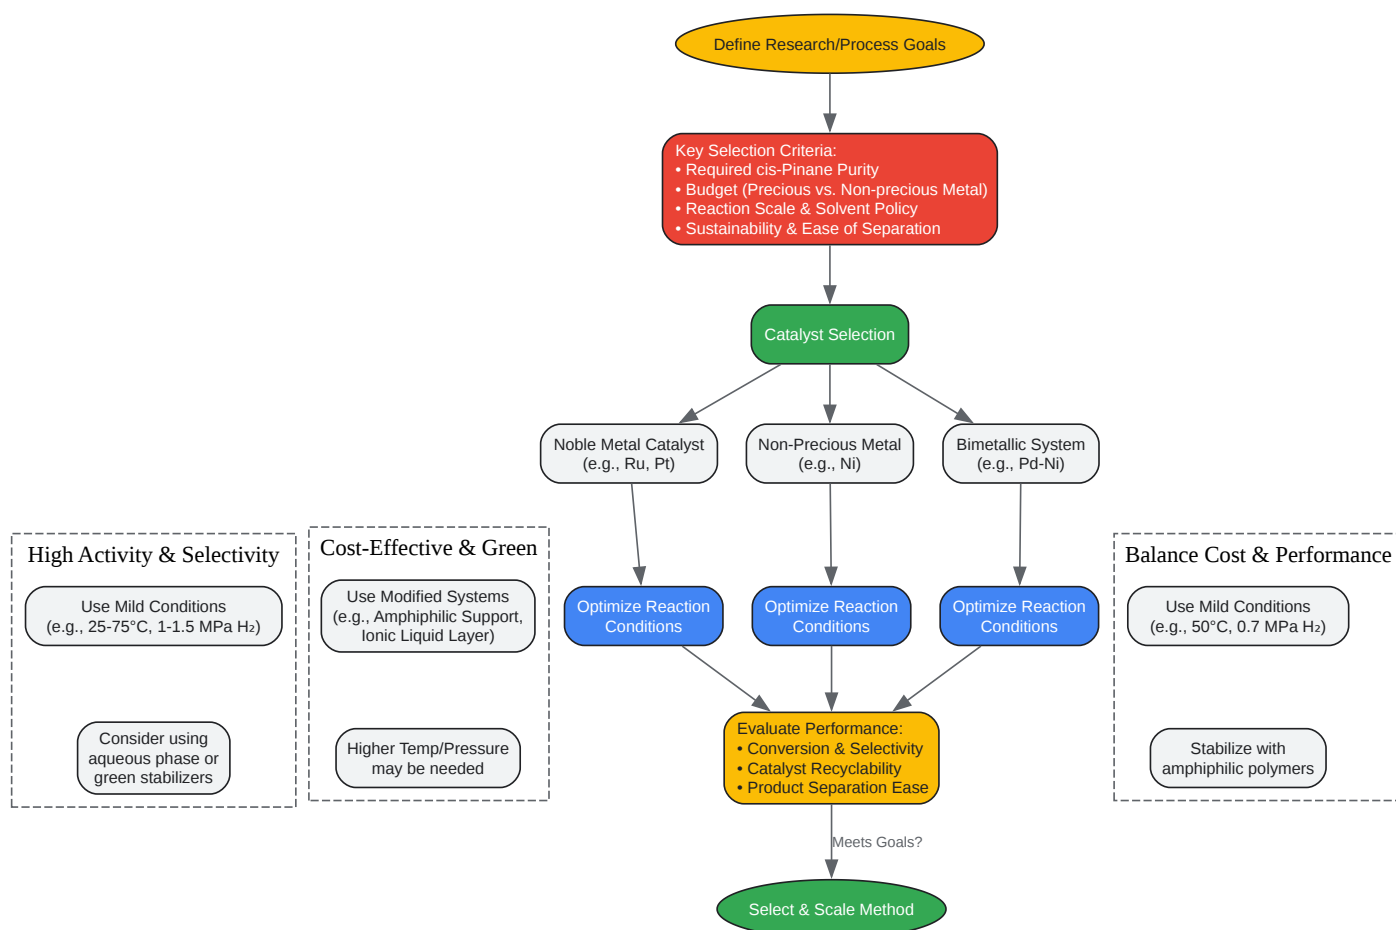 Define Research/Process Goals
Key Selection Criteria:
• Required cis-Pinane Purity
• Budget (Precious vs. Non-precious Metal)
• Reaction Scale & Solvent Policy
• Sustainability & Ease of Separation
Catalyst Selection
Noble Metal Catalyst
(e.g., Ru, Pt)
Non-Precious Metal
(e.g., Ni)
Bimetallic System
(e.g., Pd-Ni)
High Activity & Selectivity
Use Mild Conditions
(e.g., 25-75°C, 1-1.5 MPa H₂)
Consider using
aqueous phase or
green stabilizers
Cost-Effective & Green
Use Modified Systems
(e.g., Amphiphilic Support,
Ionic Liquid Layer)
Higher Temp/Pressure
may be needed
Optimize Reaction
Conditions
Optimize Reaction
Conditions
Optimize Reaction
Conditions
Balance Cost & Performance
Use Mild Conditions
(e.g., 50°C, 0.7 MPa H₂)
Stabilize with
amphiphilic polymers
Evaluate Performance:
• Conversion & Selectivity
• Catalyst Recyclability
• Product Separation Ease
Meets Goals?
Select & Scale Method